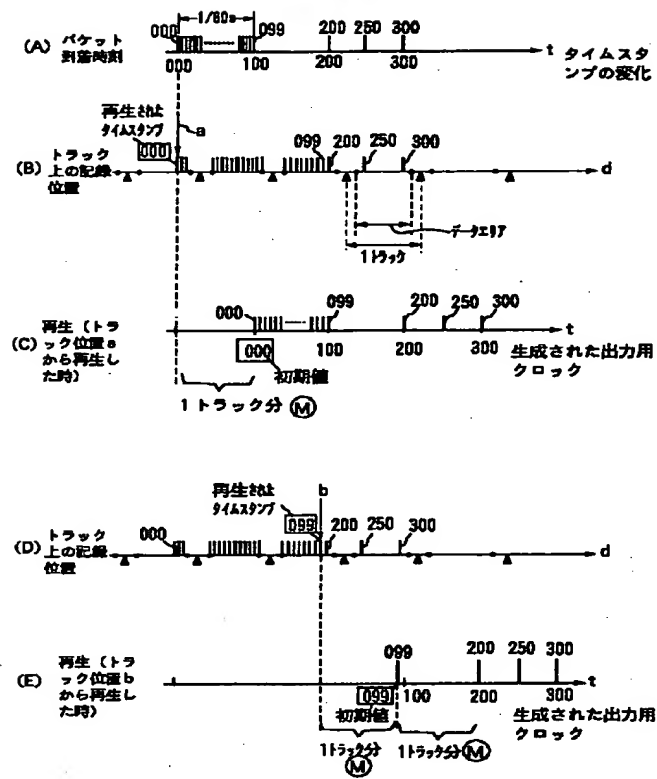 (A) パケット到着時刻
000
1/60s
099
200 250 300
000 100 200 300
t
タイムスタンプの変化
(B) トラック上の記録位置
再生された
タイムスタンプ
000
a
099 200 250 300
d
データエリア
1トラック
(C) 再生(トラック位置aから再生した時)
000
099
200 250 300
t
000
初期値
100 200 300
生成された出力用クロック
1トラック分 M
(D) トラック上の記録位置
再生された
タイムスタンプ
b
000
099
200 250 300
d
(E) 再生(トラック位置bから再生した時)
099
200 250 300
t
099
初期値
100 200 300
生成された出力用クロック
1トラック分 M
1トラック分 M